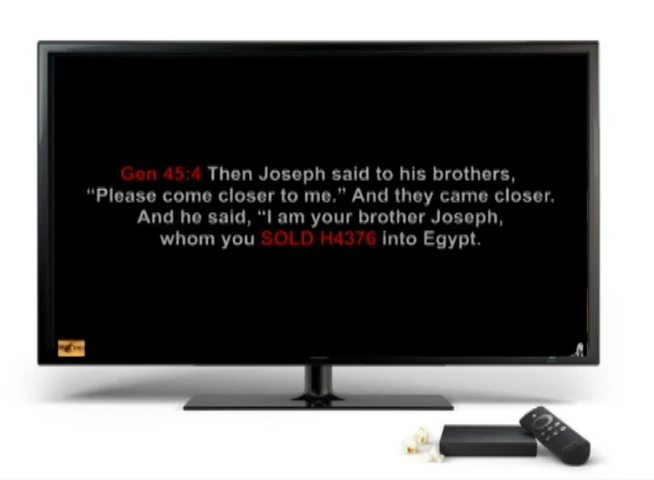 Gen 45:4 Then Joseph said to his brothers,
“Please come closer to me.” And they came closer.
And he said, “I am your brother Joseph,
whom you SOLD H4376 into Egypt.